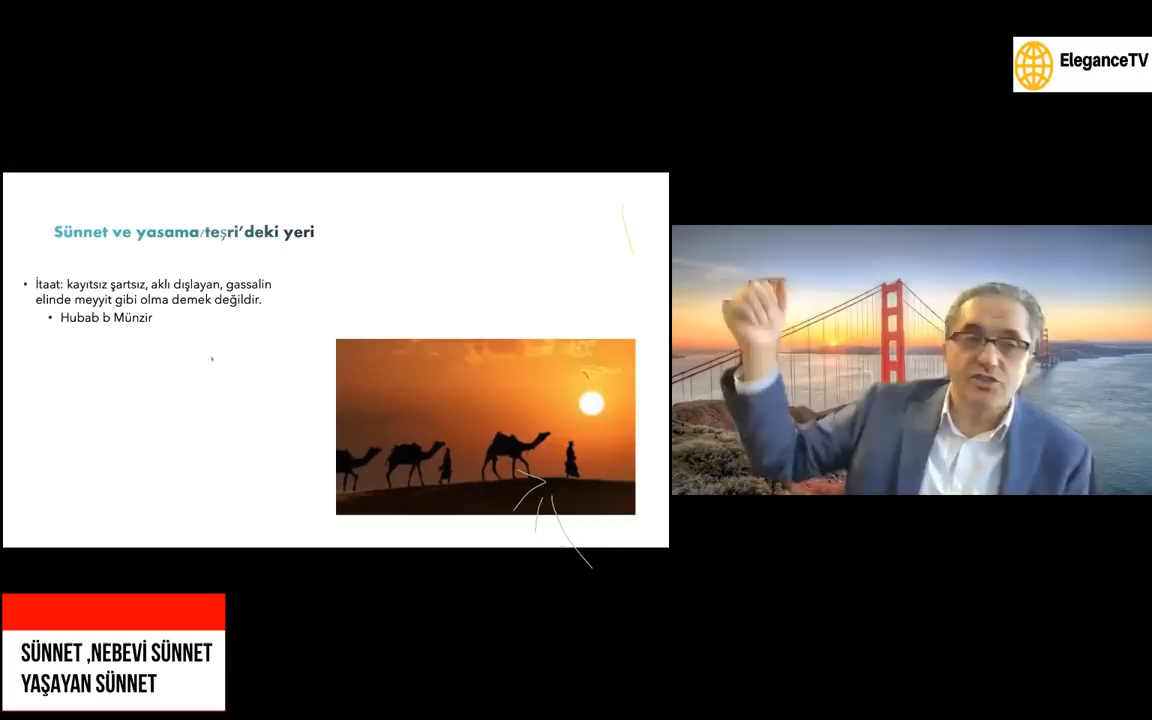 EleganceTV
Sünnet ve yasama/teşri’deki yeri
• İtaat: kayıtsız şartsız, aklı dışlayan, gassalin
elinde meyyit gibi olma demek değildir.
• Hubab b Münzir
SÜNNET ,NEBEVİ SÜNNET
YAŞAYAN SÜNNET